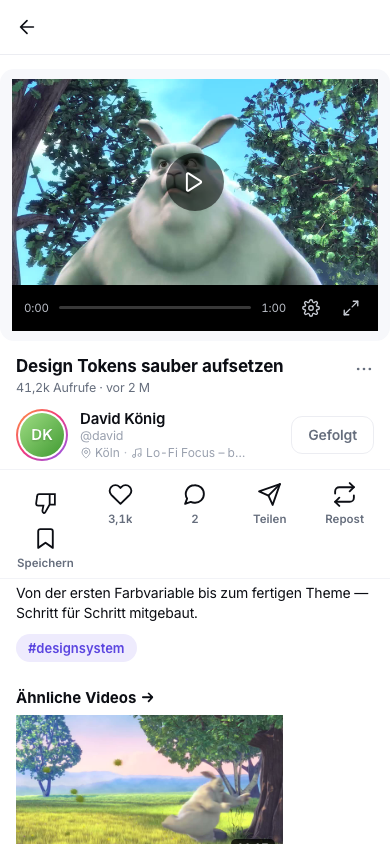 0:00
1:00
Design Tokens sauber aufsetzen
41,2k Aufrufe · vor 2 M
DK
David König
@david
Köln · Lo-Fi Focus – b...
Gefolgt
3,1k
2
Teilen
Repost
Speichern
Von der ersten Farbvariable bis zum fertigen Theme —
Schritt für Schritt mitgebaut.
#designsystem
Ähnliche Videos →